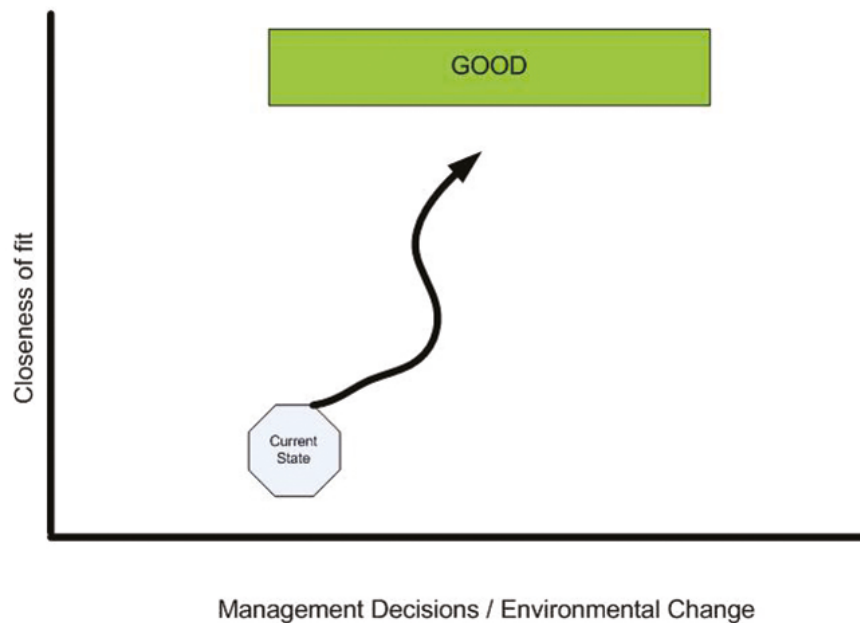 GOOD
Closeness of fit
Current
State
Management Decisions / Environmental Change